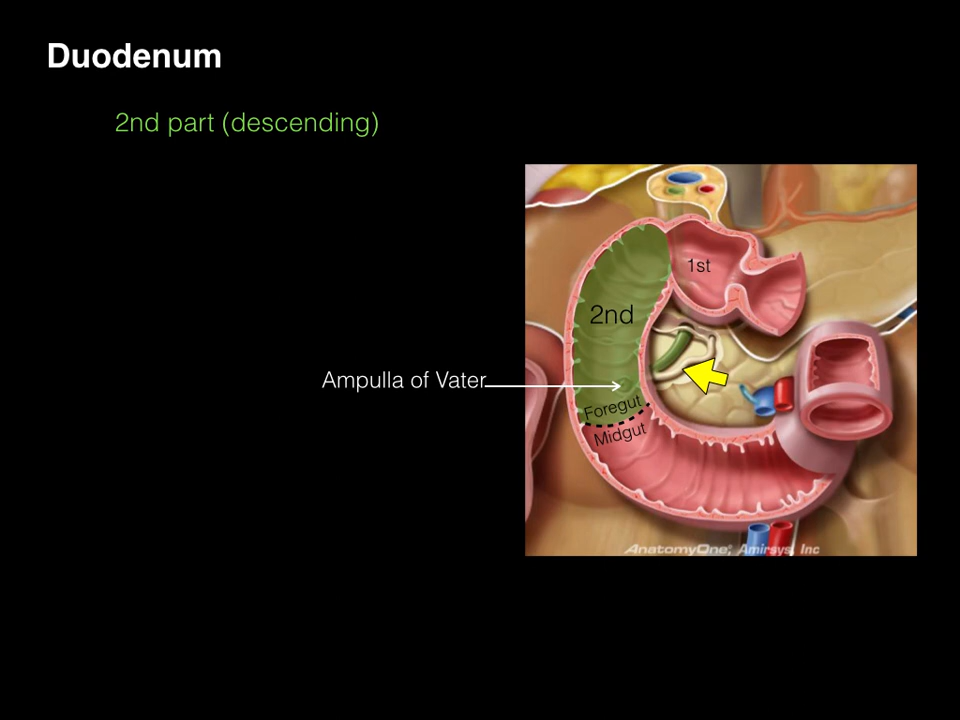 Duodenum
2nd part (descending)
1st
2nd
Ampulla of Vater
Foregut
Midgut
AnatomyOne, Amirsys, Inc